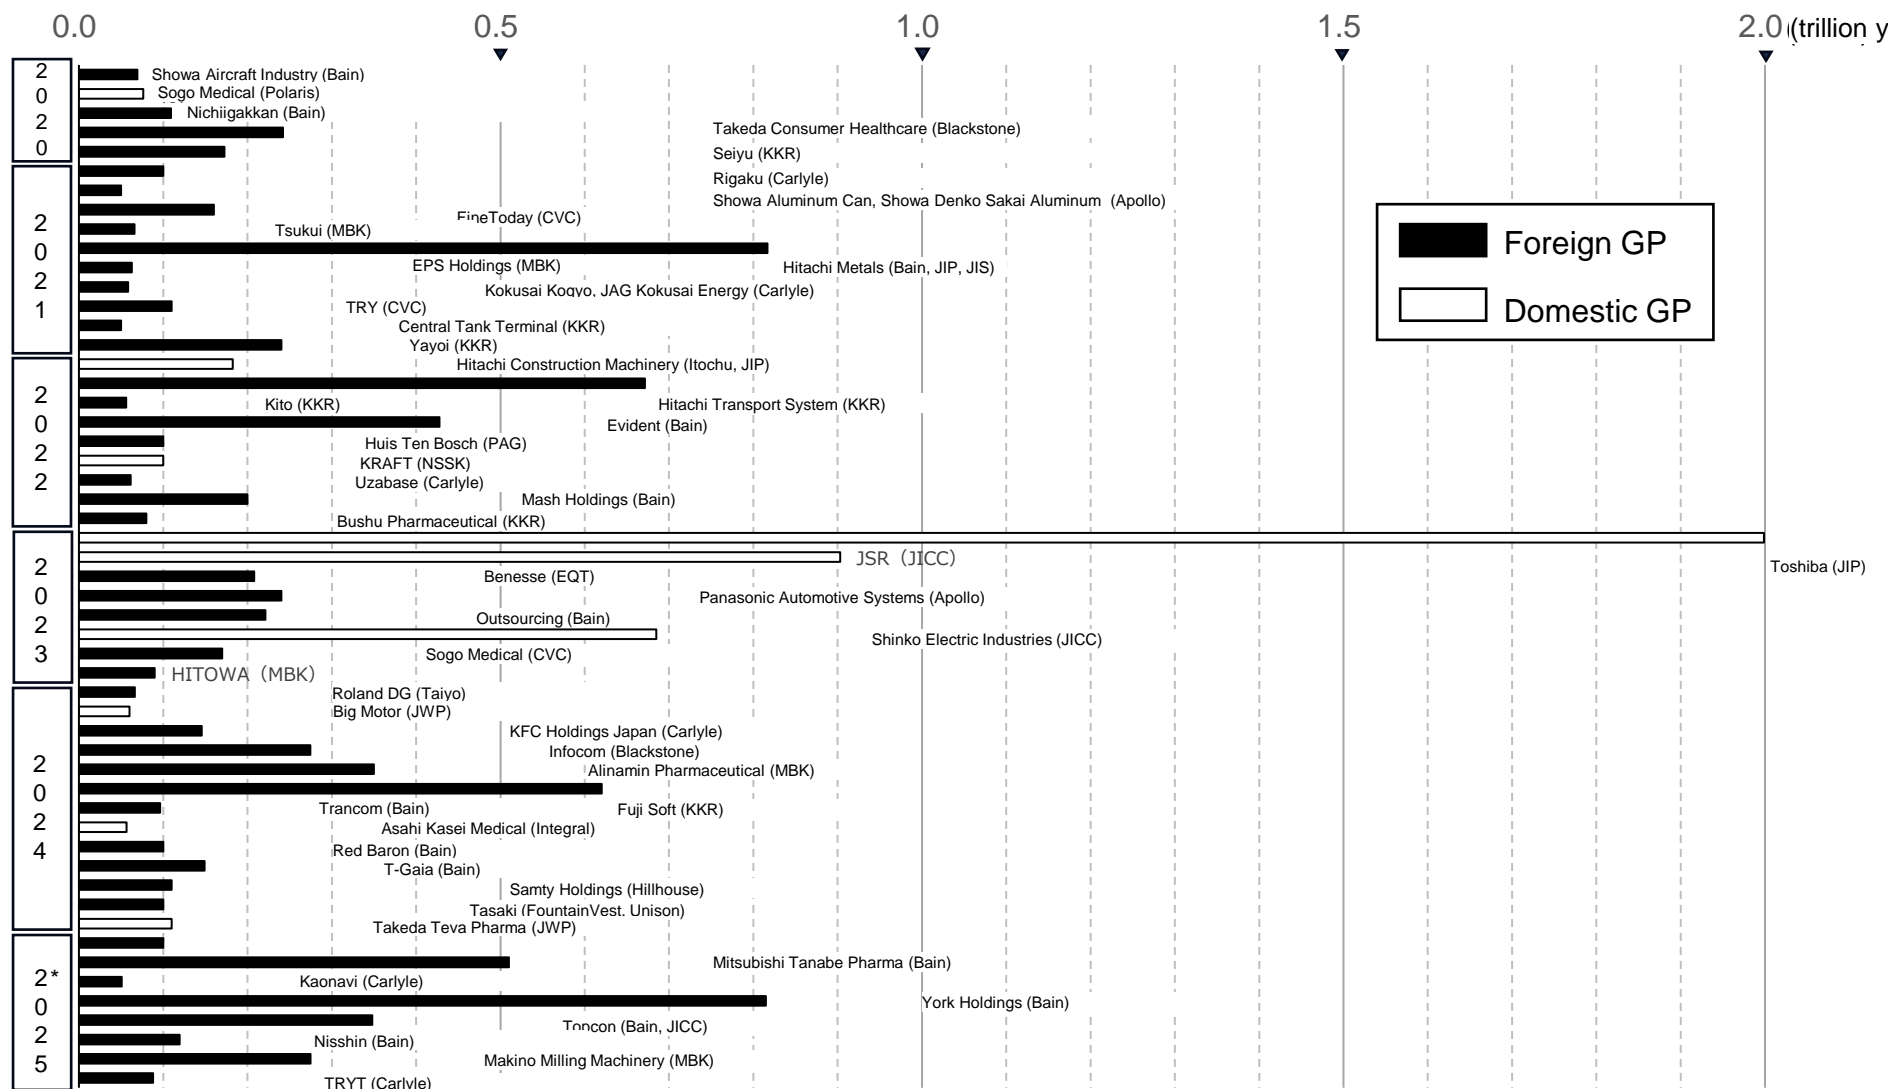 0.0 0.5 1.0 1.5 2.0 (trillion y
2020
Showa Aircraft Industry (Bain)
Sogo Medical (Polaris)
Nichiigakkan (Bain)
Takeda Consumer Healthcare (Blackstone)
Seiyu (KKR)
2021
Rigaku (Carlyle)
Showa Aluminum Can, Showa Denko Sakai Aluminum (Apollo)
FineToday (CVC)
Tsukui (MBK)
EPS Holdings (MBK)
Hitachi Metals (Bain, JIP, JIS)
Kokusai Kogyo, JAG Kokusai Energy (Carlyle)
TRY (CVC)
Central Tank Terminal (KKR)
Yayoi (KKR)
Foreign GP
Domestic GP
2022
Hitachi Construction Machinery (Itochu, JIP)
Kito (KKR)
Hitachi Transport System (KKR)
Evident (Bain)
Huis Ten Bosch (PAG)
KRAFT (NSSK)
Uzabase (Carlyle)
Mash Holdings (Bain)
Bushu Pharmaceutical (KKR)
2023
JSR（JICC）
Toshiba (JIP)
Benesse (EQT)
Panasonic Automotive Systems (Apollo)
Outsourcing (Bain)
Shinko Electric Industries (JICC)
Sogo Medical (CVC)
HITOWA（MBK）
2024
Roland DG (Taiyo)
Big Motor (JWP)
KFC Holdings Japan (Carlyle)
Infocom (Blackstone)
Alinamin Pharmaceutical (MBK)
Trancom (Bain)
Fuji Soft (KKR)
Asahi Kasei Medical (Integral)
Red Baron (Bain)
T-Gaia (Bain)
Samty Holdings (Hillhouse)
Tasaki (FountainVest, Unison)
Takeda Teva Pharma (JWP)
2*025
Mitsubishi Tanabe Pharma (Bain)
Kaonavi (Carlyle)
York Holdings (Bain)
Topcon (Bain, JICC)
Nisshin (Bain)
Makino Milling Machinery (MBK)
TRYT (Carlyle)